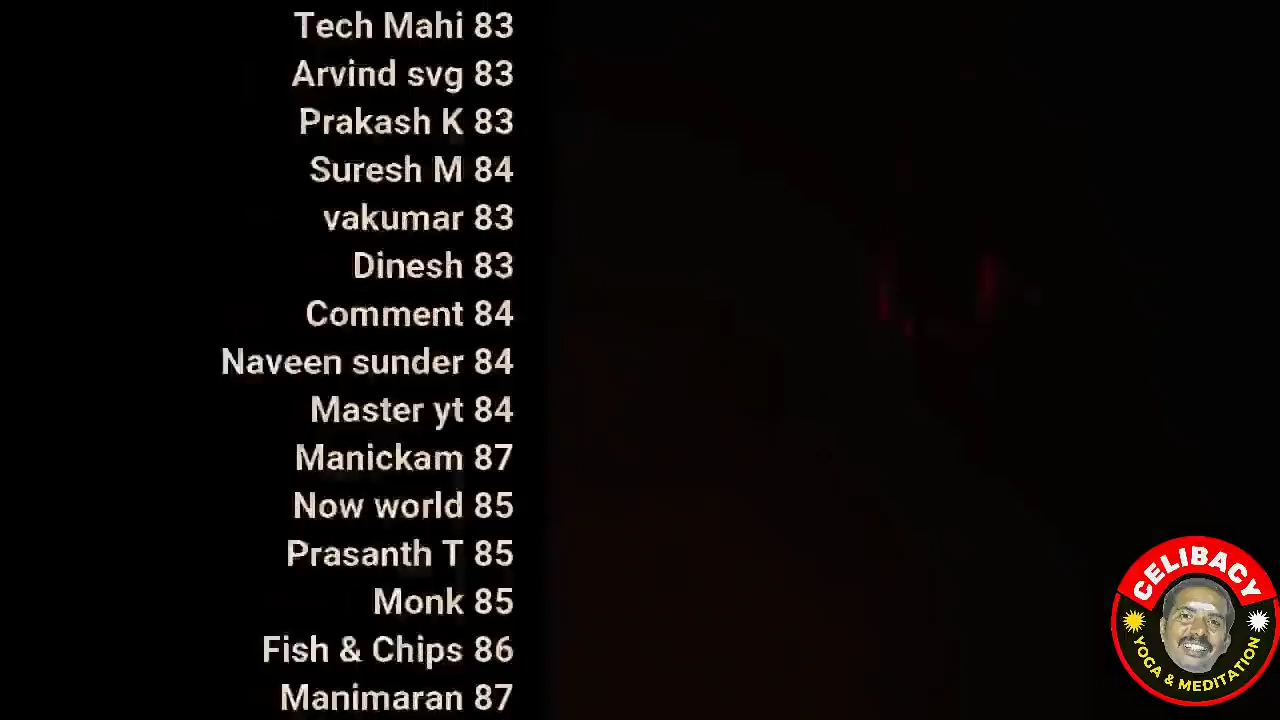 Tech Mahi 83
Arvind svg 83
Prakash K 83
Suresh M 84
vakumar 83
Dinesh 83
Comment 84
Naveen sunder 84
Master yt 84
Manickam 87
Now world 85
Prasanth T 85
Monk 85
Fish & Chips 86
Manimaran 87
CELIBACY
YOGA & MEDITATION